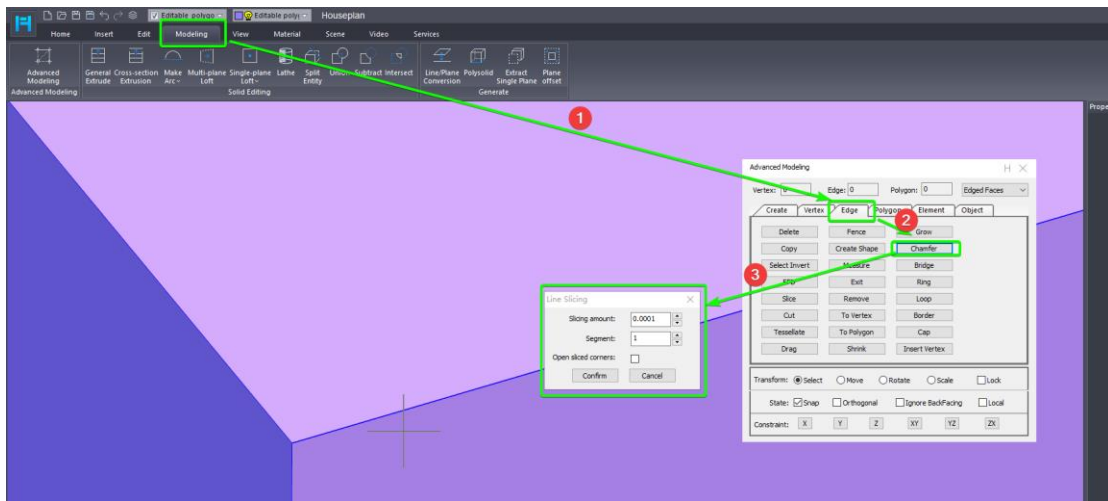 Editable polygo Editable poly Houseplan
Home Insert Edit Modeling View Material Scene Video Services
Advanced Modeling
General Extrude
Cross-section Extrusion
Make Arc
Multi-plane Loft
Single-plane Loft
Lathe
Split Entity
Union
Subtract
Intersect
Line/Plane Conversion
Polysolid
Extract Single Plane
Plane offset
Advanced Modeling Solid Editing Generate
Prope
1
Advanced Modeling
Vertex: 0 Edge: 0 Polygon: 0 Edged Faces
Create Vertex Edge Polygon Element Object
2
Delete Fence Grow
Copy Create Shape Chamfer
Select Invert Measure Bridge
3
Exit Ring
Slice Remove Loop
Cut To Vertex Border
Tessellate To Polygon Cap
Drag Shrink Insert Vertex
Transform: Select Move Rotate Scale Lock
State: Snap Orthogonal Ignore BackFacing Local
Constraint: X Y Z XY YZ ZX
Line Slicing
Slicing amount: 0.0001
Segment: 1
Open sliced corners:
Confirm Cancel